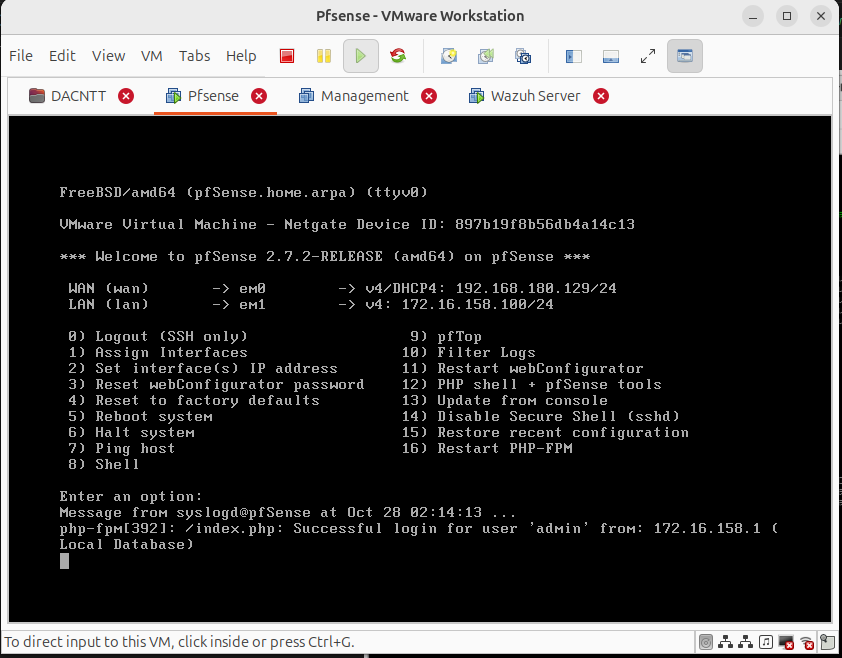 Pfsense - VMware Workstation
File Edit View VM Tabs Help
DACNTT Pfsense Management Wazuh Server
FreeBSD/amd64 (pfSense.home.arpa) (ttyv0)
VMware Virtual Machine - Netgate Device ID: 897b19f8b56db4a14c13
*** Welcome to pfSense 2.7.2-RELEASE (amd64) on pfSense ***
WAN (wan) -> em0 -> v4/DHCP4: 192.168.180.129/24
LAN (lan) -> em1 -> v4: 172.16.158.100/24
0) Logout (SSH only) 9) pfTop
1) Assign Interfaces 10) Filter Logs
2) Set interface(s) IP address 11) Restart webConfigurator
3) Reset webConfigurator password 12) PHP shell + pfSense tools
4) Reset to factory defaults 13) Update from console
5) Reboot system 14) Disable Secure Shell (sshd)
6) Halt system 15) Restore recent configuration
7) Ping host 16) Restart PHP-FPM
8) Shell
Enter an option:
Message from syslogd@pfSense at Oct 28 02:14:13 ...
php-fpm[392]: /index.php: Successful login for user 'admin' from: 172.16.158.1 (
Local Database)
To direct input to this VM, click inside or press Ctrl+G.